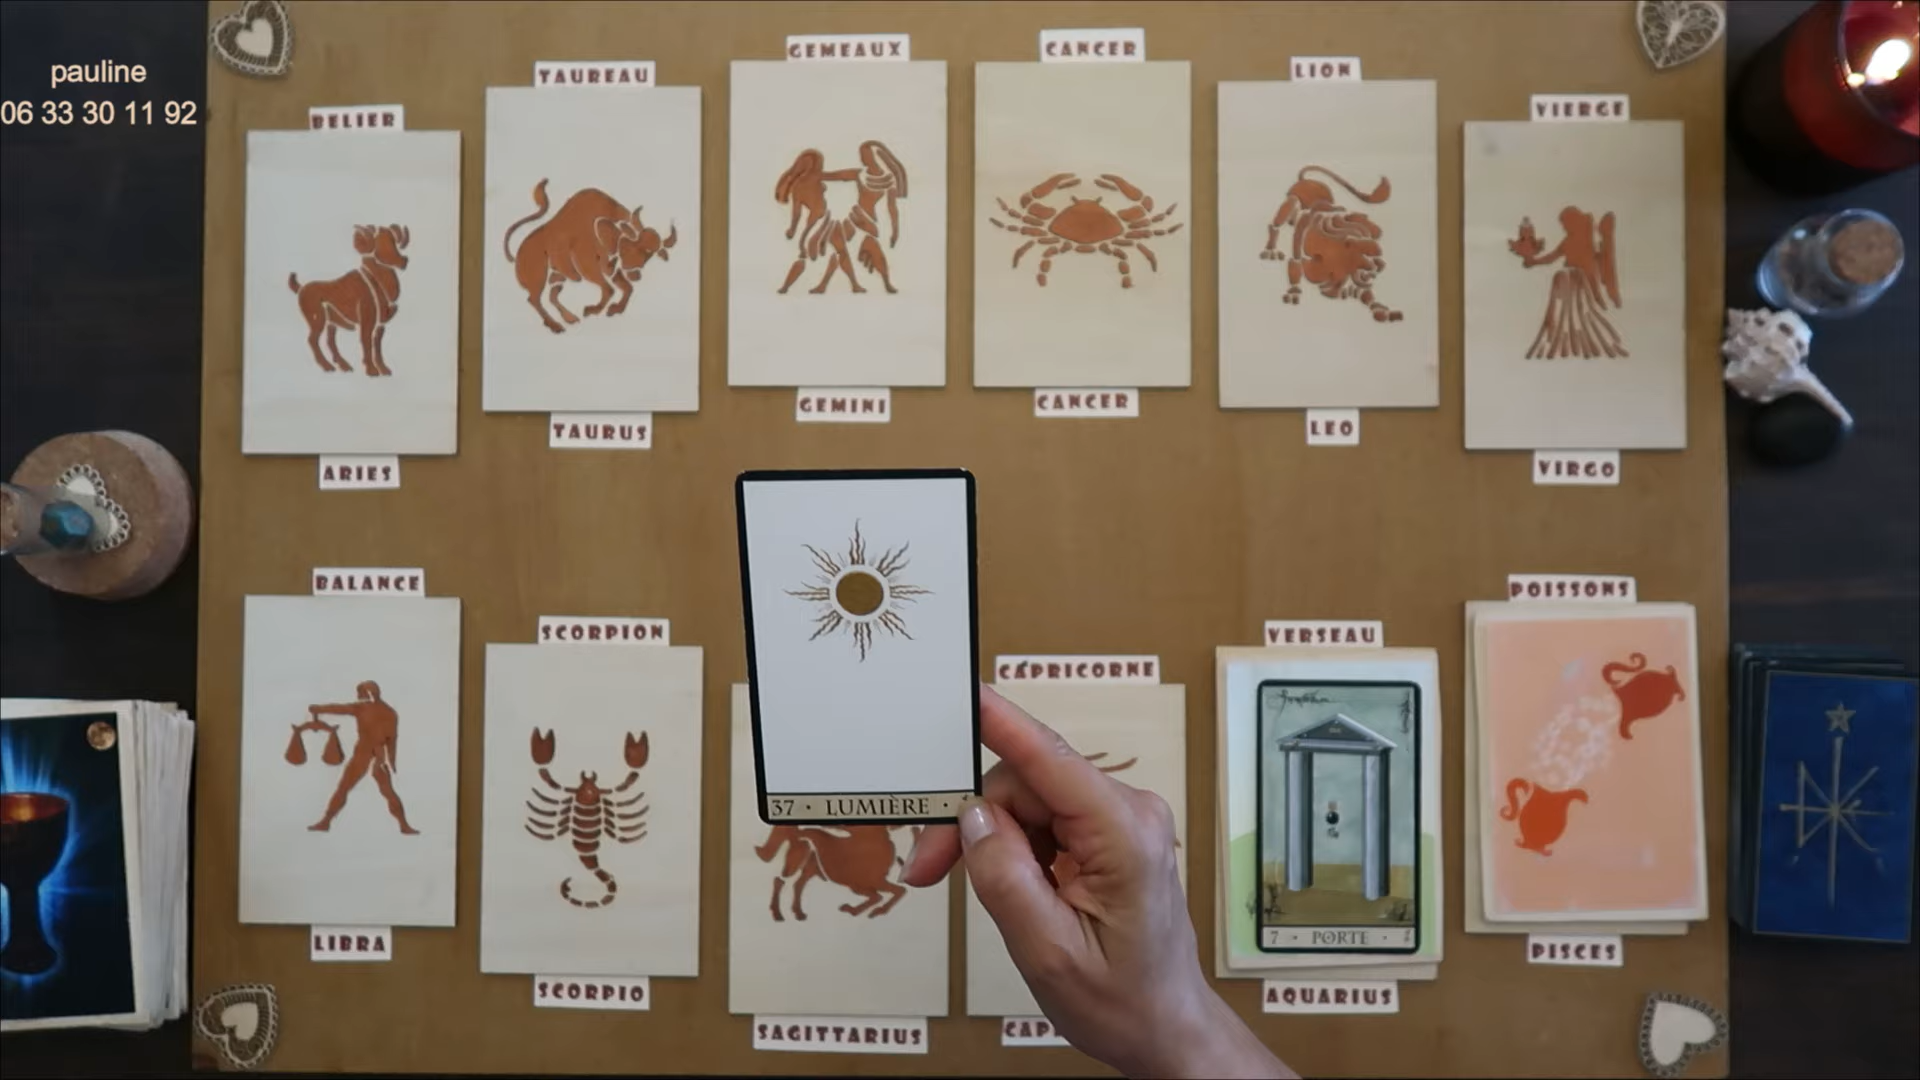 pauline
06 33 30 11 92
BELIER
TAUREAU
GEMEAUX
CANCER
LION
VIERGE
ARIES
TAURUS
GEMINI
CANCER
LEO
VIRGO
BALANCE
SCORPION
37 · LUMIÈRE ·
CAPRICORNE
VERSEAU
POISSONS
7 · PORTE ·
LIBRA
SCORPIO
SAGITTARIUS
CAP
AQUARIUS
PISCES